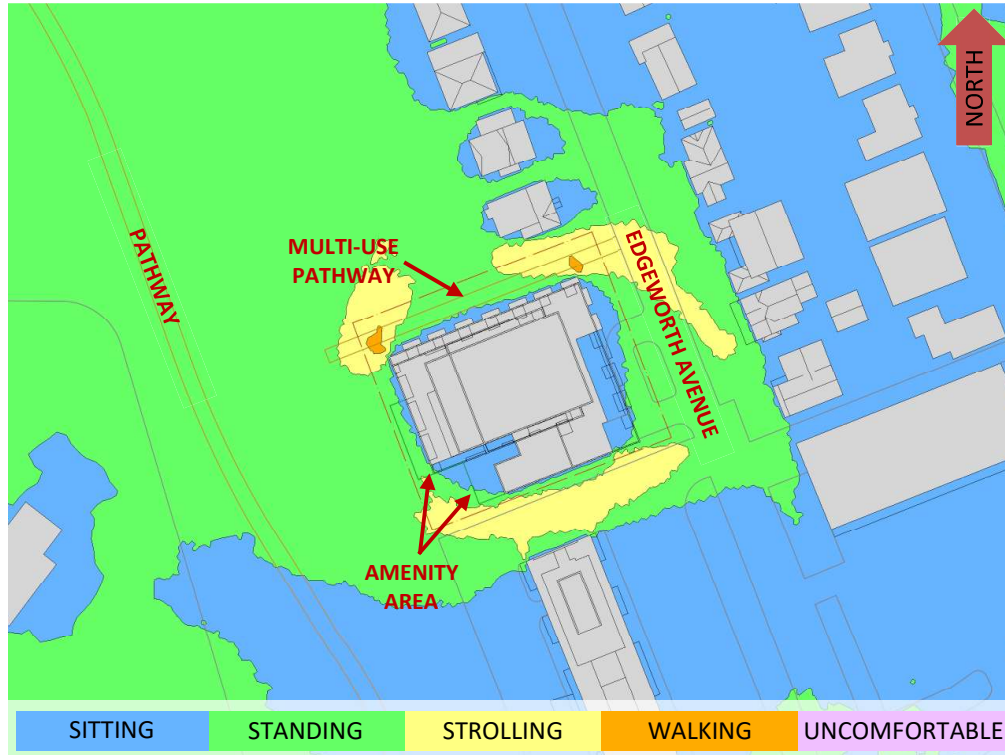 NORTH
PATHWAY
MULTI-USE
PATHWAY
EDGEWORTH AVENUE
AMENITY
AREA
SITTING
STANDING
STROLLING
WALKING
UNCOMFORTABLE